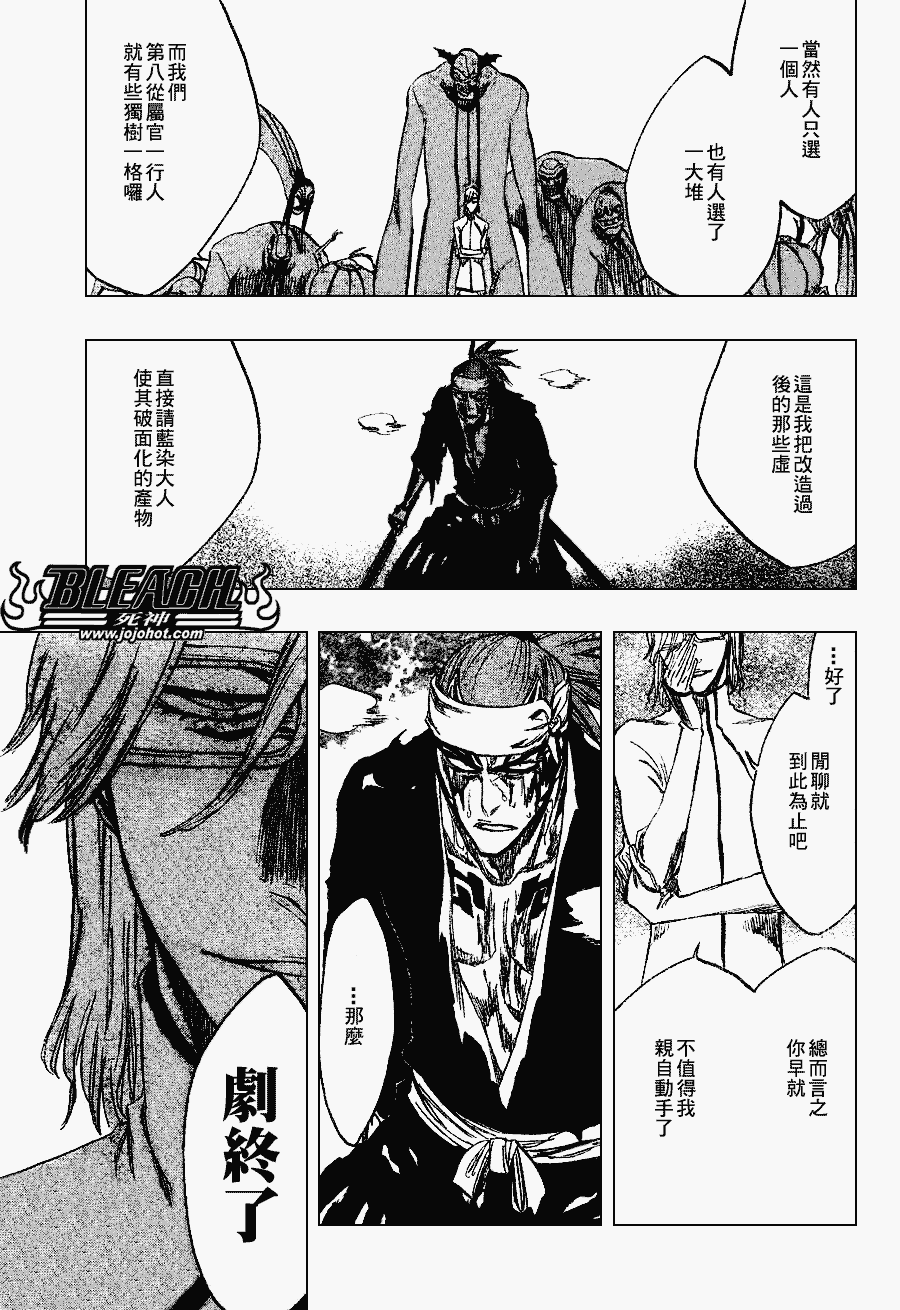 當然有人只選
一個人
也有人選了
一大堆
而我們
第八從屬官一行人
就有些獨樹一格囉
這是我把改造過
後的那些虛
直接請藍染大人
使其破面化的產物
BLEACH
死神
www.jojohot.com
…好了
閒聊就
到此為止吧
總而言之
你早就
不值得我
親自動手了
…那麼
劇終了